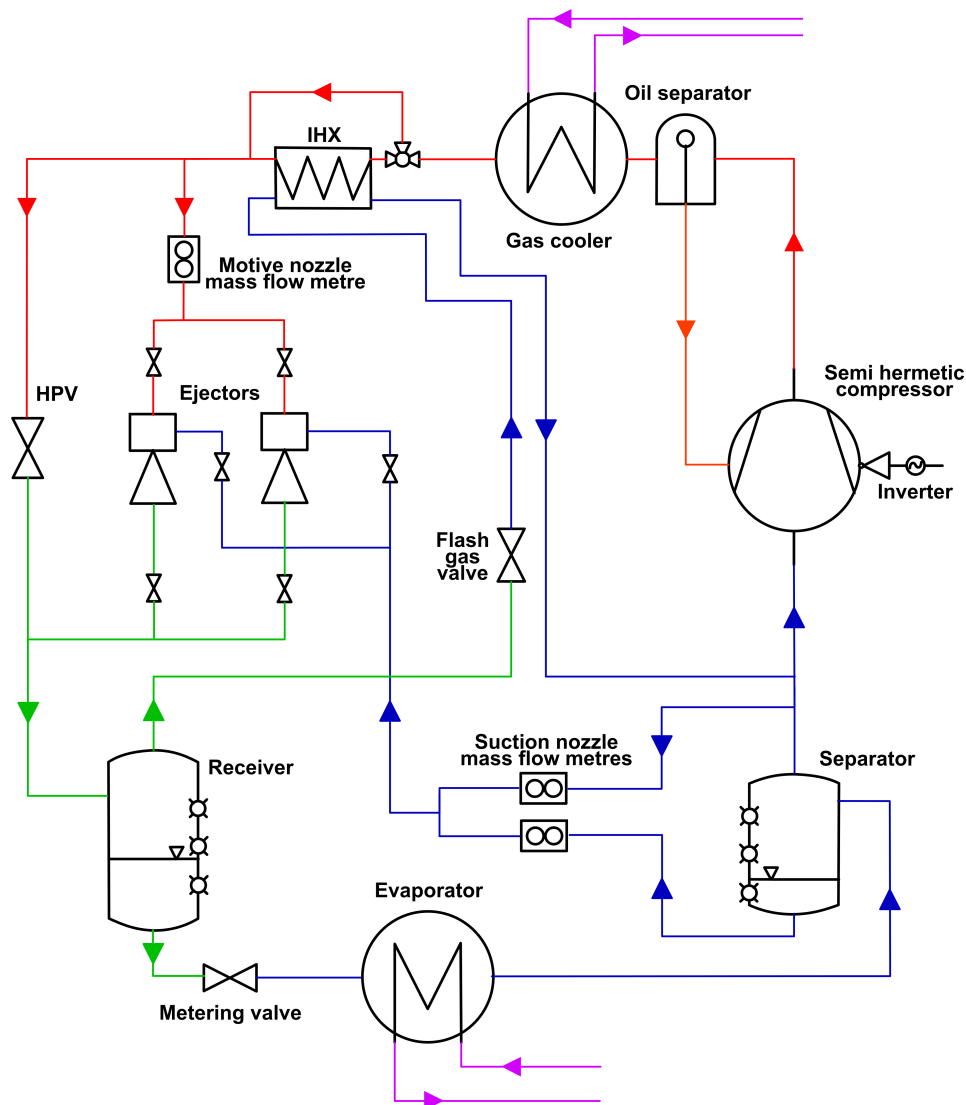 Oil separator
IHX
Gas cooler
Motive nozzle
mass flow metre
Semi hermetic
compressor
HPV
Ejectors
Inverter
Flash
gas
valve
Suction nozzle
mass flow metres
Separator
Receiver
Evaporator
Metering valve